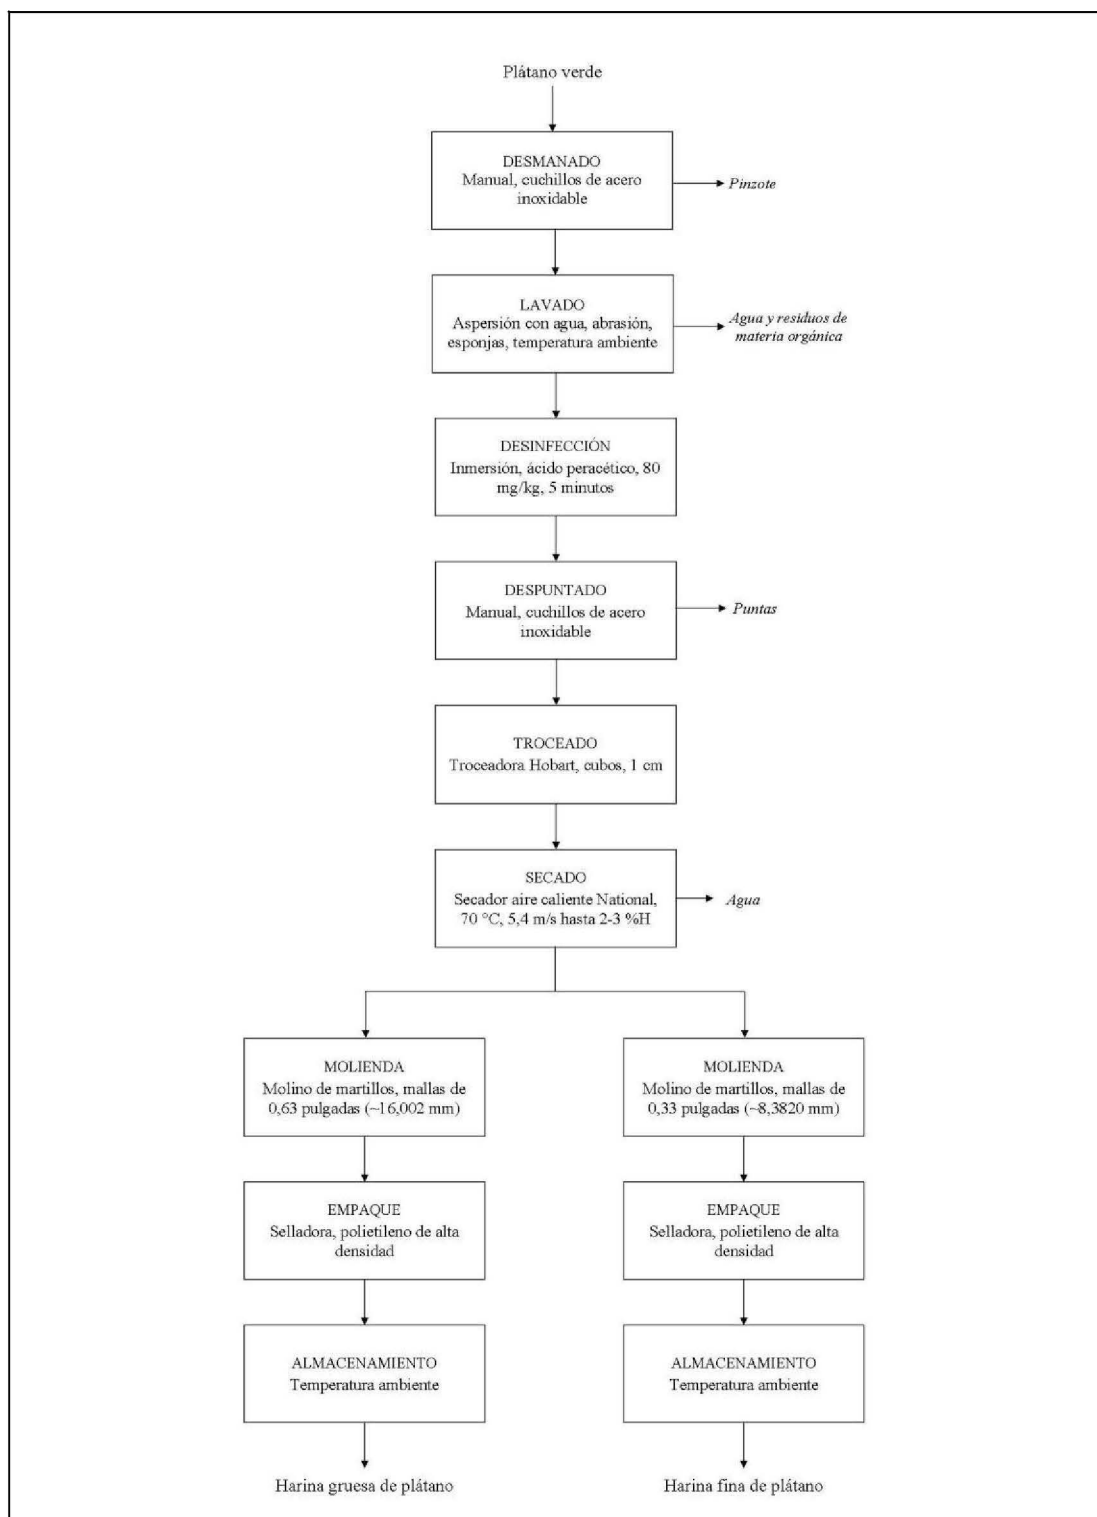 Plátano verde
DESMANADO
Manual, cuchillos de acero
inoxidable
Pinzote
LAVADO
Aspersión con agua, abrasión,
esponjas, temperatura ambiente
Agua y residuos de
materia orgánica
DESINFECCIÓN
Inmersión, ácido peracético, 80
mg/kg, 5 minutos
DESPUNTADO
Manual, cuchillos de acero
inoxidable
Puntas
TROCEADO
Troceadora Hobart, cubos, 1 cm
SECADO
Secador aire caliente National,
70 °C, 5,4 m/s hasta 2-3 %H
Agua
MOLIENDA
Molino de martillos, mallas de
0,63 pulgadas (~16,002 mm)
EMPAQUE
Selladora, polietileno de alta
densidad
ALMACENAMIENTO
Temperatura ambiente
Harina gruesa de plátano
MOLIENDA
Molino de martillos, mallas de
0,33 pulgadas (~8,3820 mm)
EMPAQUE
Selladora, polietileno de alta
densidad
ALMACENAMIENTO
Temperatura ambiente
Harina fina de plátano